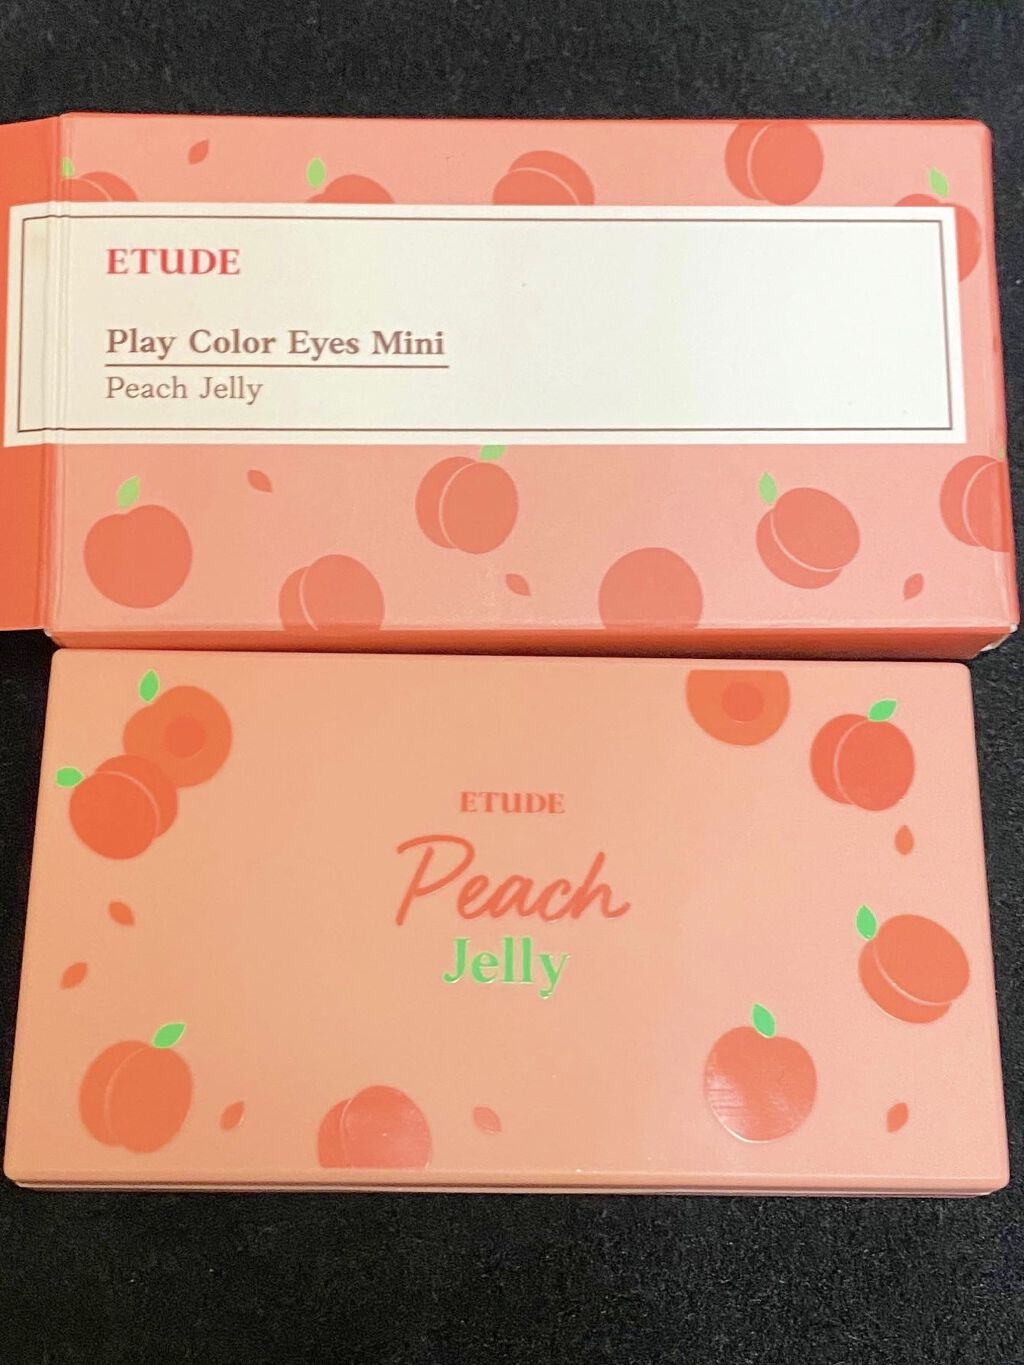 ETUDE
Play Color Eyes Mini
Peach Jelly
ETUDE
Peach
Jelly